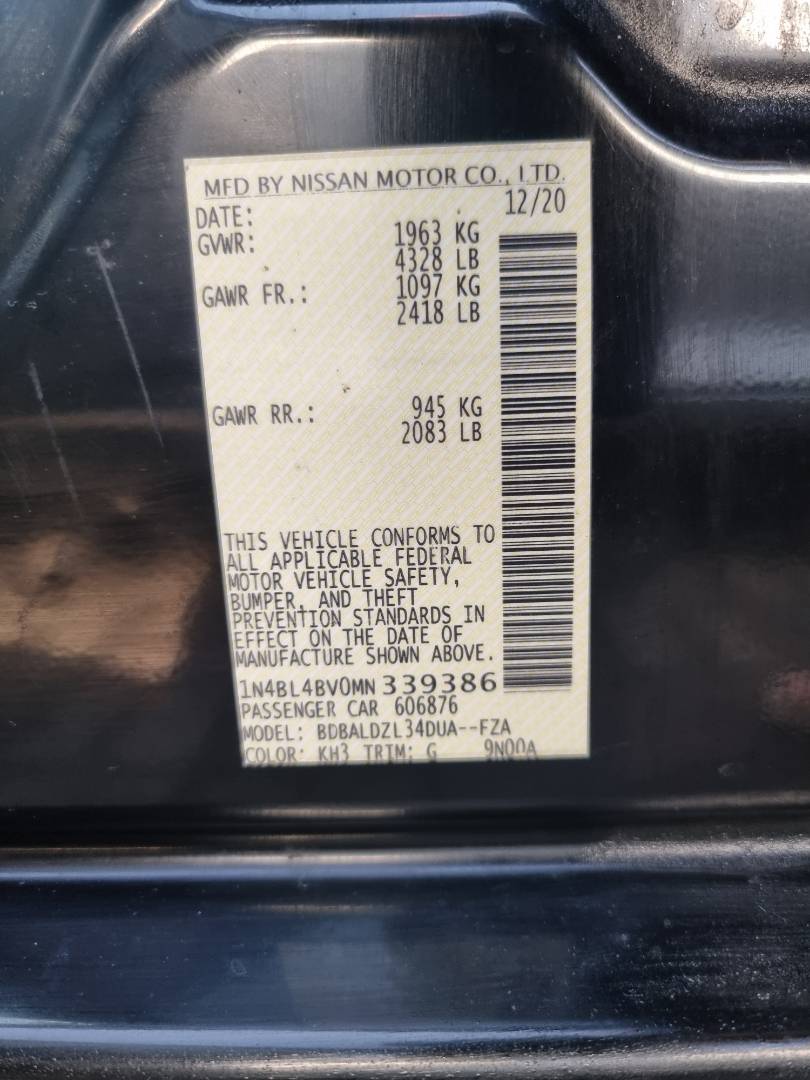 MFD BY NISSAN MOTOR CO., LTD.
DATE: 12/20
GVWR: 1963 KG
4328 LB
GAWR FR.: 1097 KG
2418 LB
GAWR RR.: 945 KG
2083 LB
THIS VEHICLE CONFORMS TO
ALL APPLICABLE FEDERAL
MOTOR VEHICLE SAFETY,
BUMPER, AND THEFT
PREVENTION STANDARDS IN
EFFECT ON THE DATE OF
MANUFACTURE SHOWN ABOVE.
1N4BL4BV0MN339386
PASSENGER CAR 606876
MODEL: BDBALDZL34DUA--FZA
COLOR: KH3 TRIM: G 9N00A